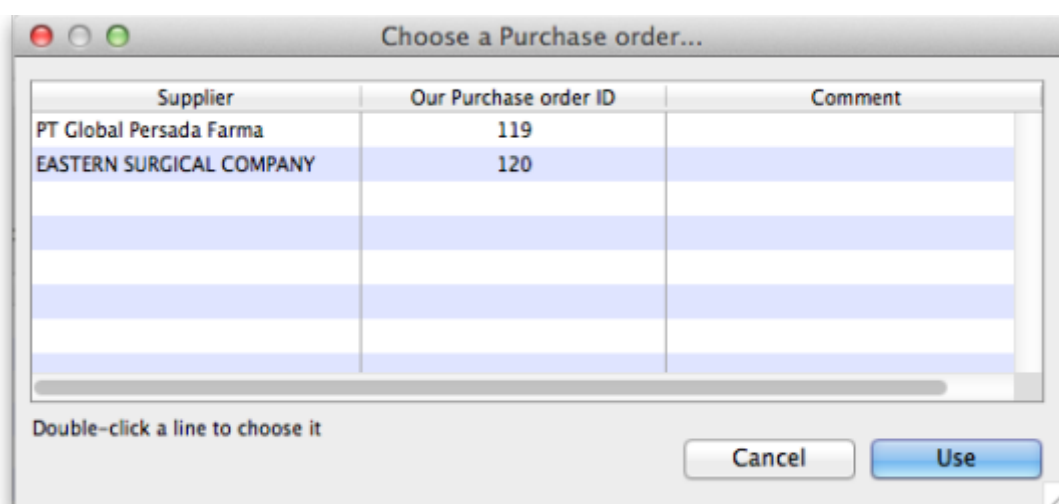 Choose a Purchase order...
Supplier Our Purchase order ID Comment
PT Global Persada Farma 119
EASTERN SURGICAL COMPANY 120
Double-click a line to choose it
Cancel Use